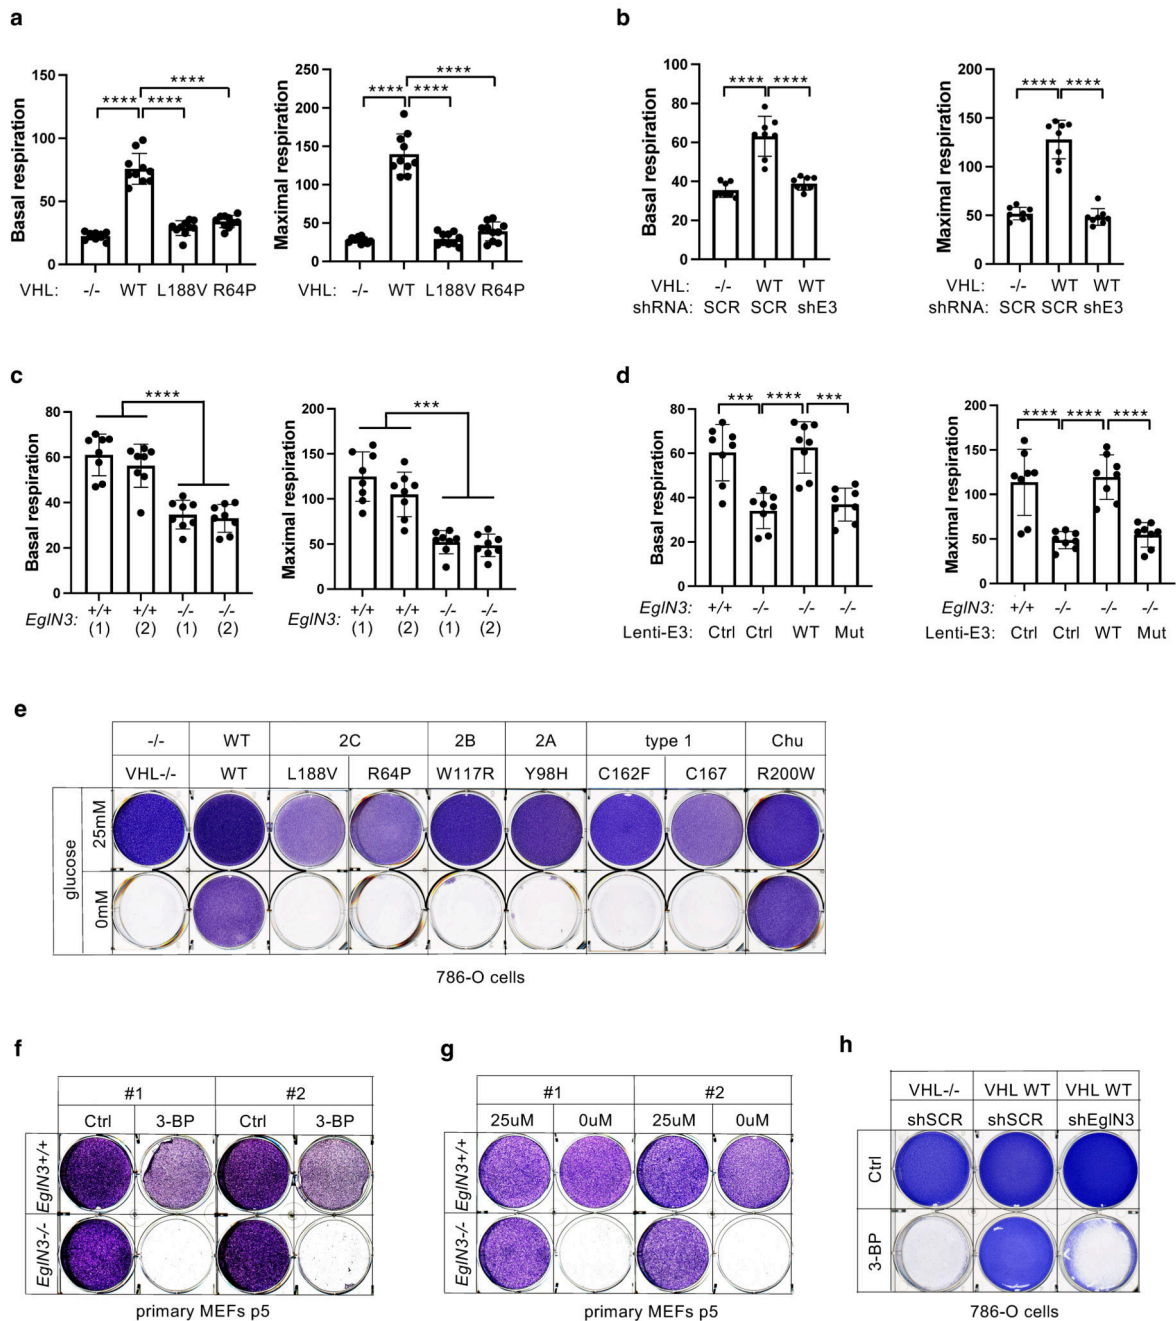 a
Basal respiration
150
100
50
0
**** **** ****
VHL: -/- WT L188V R64P
Maximal respiration
250
200
150
100
50
0
**** **** ****
VHL: -/- WT L188V R64P
b
Basal respiration
100
80
60
40
20
0
**** ****
VHL: -/- WT WT
shRNA: SCR SCR shE3
Maximal respiration
200
150
100
50
0
**** ****
VHL: -/- WT WT
shRNA: SCR SCR shE3
c
Basal respiration
80
60
40
20
0
****
EglN3: +/+ +/+ -/- -/-
(1) (2) (1) (2)
Maximal respiration
200
150
100
50
0
***
EglN3: +/+ +/+ -/- -/-
(1) (2) (1) (2)
d
Basal respiration
80
60
40
20
0
*** **** ***
EglN3: +/+ -/- -/- -/-
Lenti-E3: Ctrl Ctrl WT Mut
Maximal respiration
200
150
100
50
0
**** **** ****
EglN3: +/+ -/- -/- -/-
Lenti-E3: Ctrl Ctrl WT Mut
e
-/- WT 2C 2B 2A type 1 Chu
VHL-/- WT L188V R64P W117R Y98H C162F C167 R200W
glucose
25mM
0mM
786-O cells
f
#1 #2
Ctrl 3-BP Ctrl 3-BP
EglN3+/+
EglN3-/-
primary MEFs p5
g
#1 #2
25uM 0uM 25uM 0uM
EglN3+/+
EglN3-/-
primary MEFs p5
h
VHL-/- VHL WT VHL WT
shSCR shSCR shEglN3
Ctrl
3-BP
786-O cells